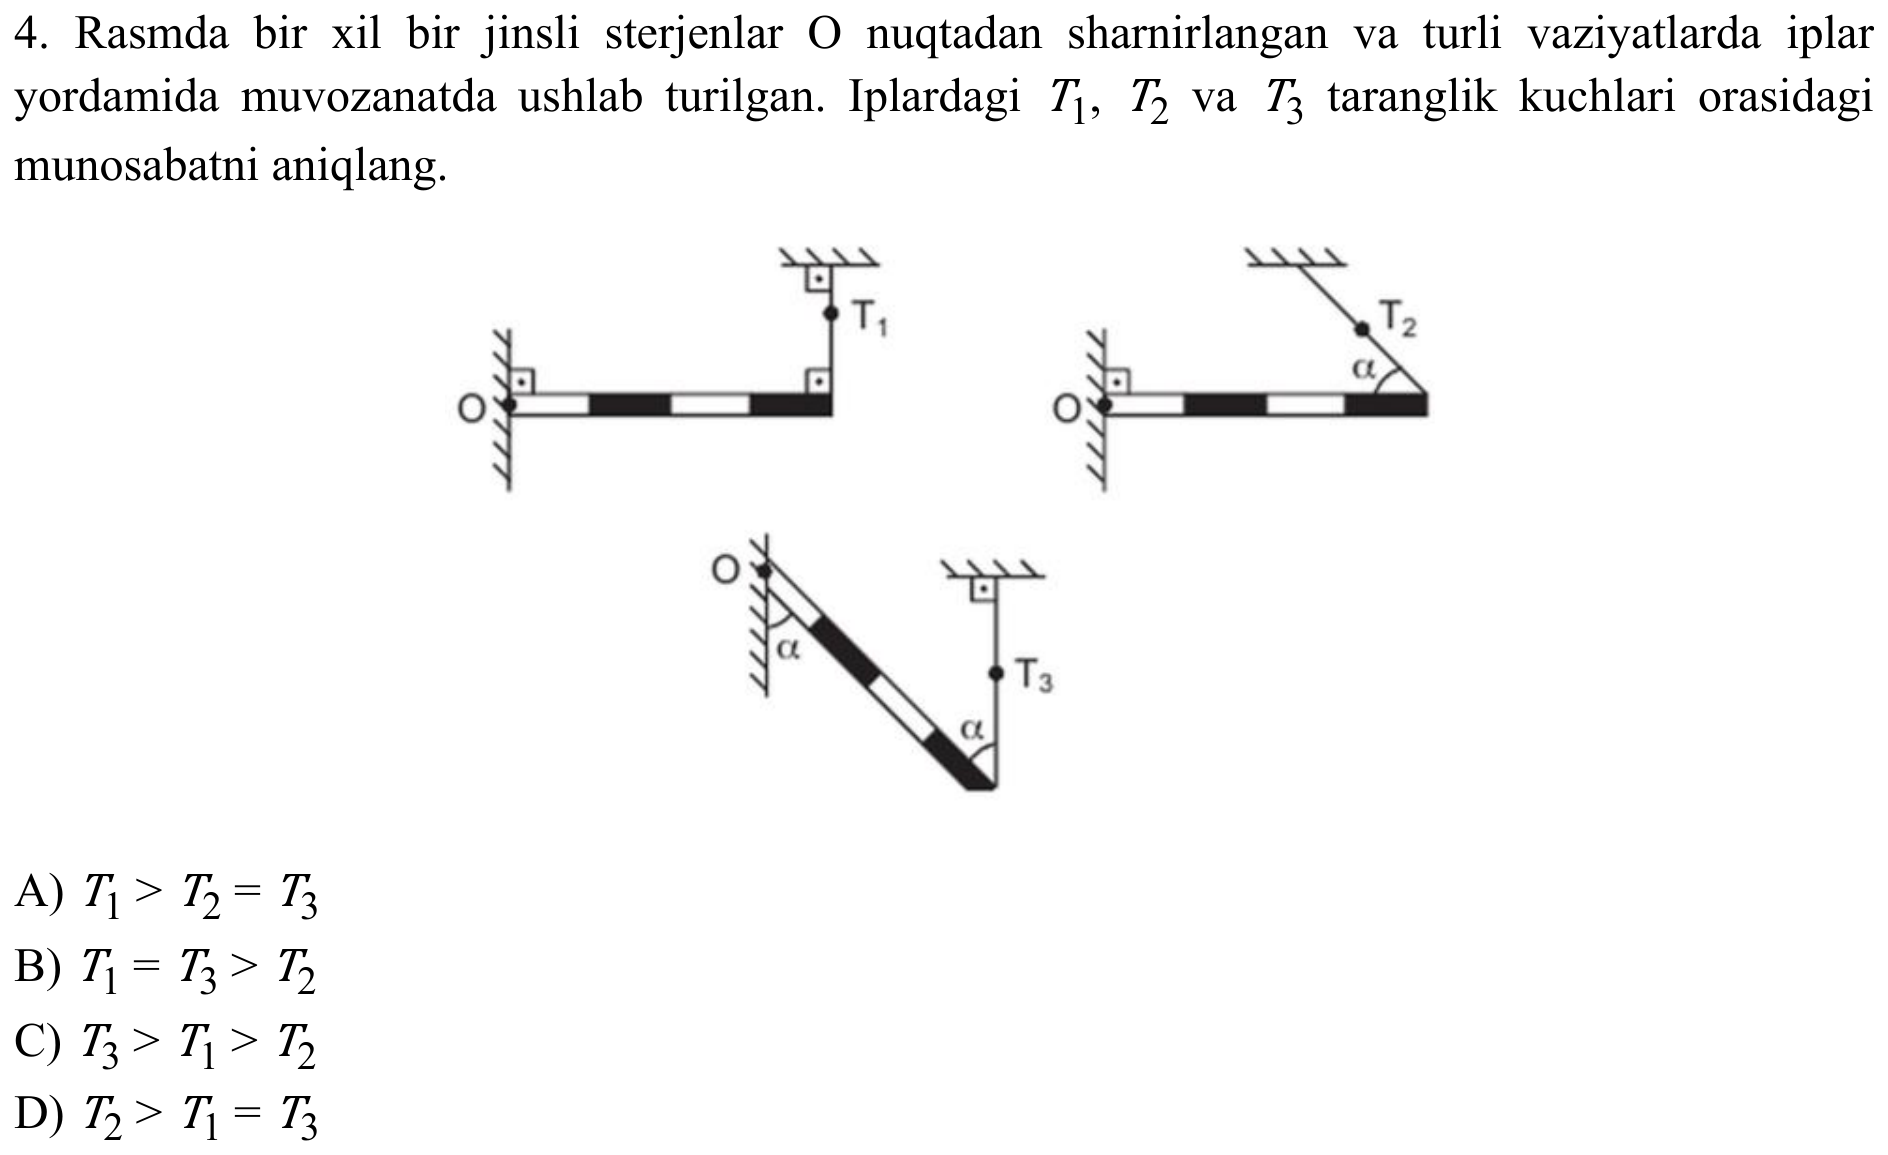 4. Rasmda bir xil bir jinsli sterjenlar O nuqtadan sharnirlangan va turli vaziyatlarda iplar
yordamida muvozanatda ushlab turilgan. Iplardagi T₁, T₂ va T₃ taranglik kuchlari orasidagi
munosabatni aniqlang.
T₁
O
T₂
α
O
O
α
T₃
α
A) T₁ > T₂ = T₃
B) T₁ = T₃ > T₂
C) T₃ > T₁ > T₂
D) T₂ > T₁ = T₃